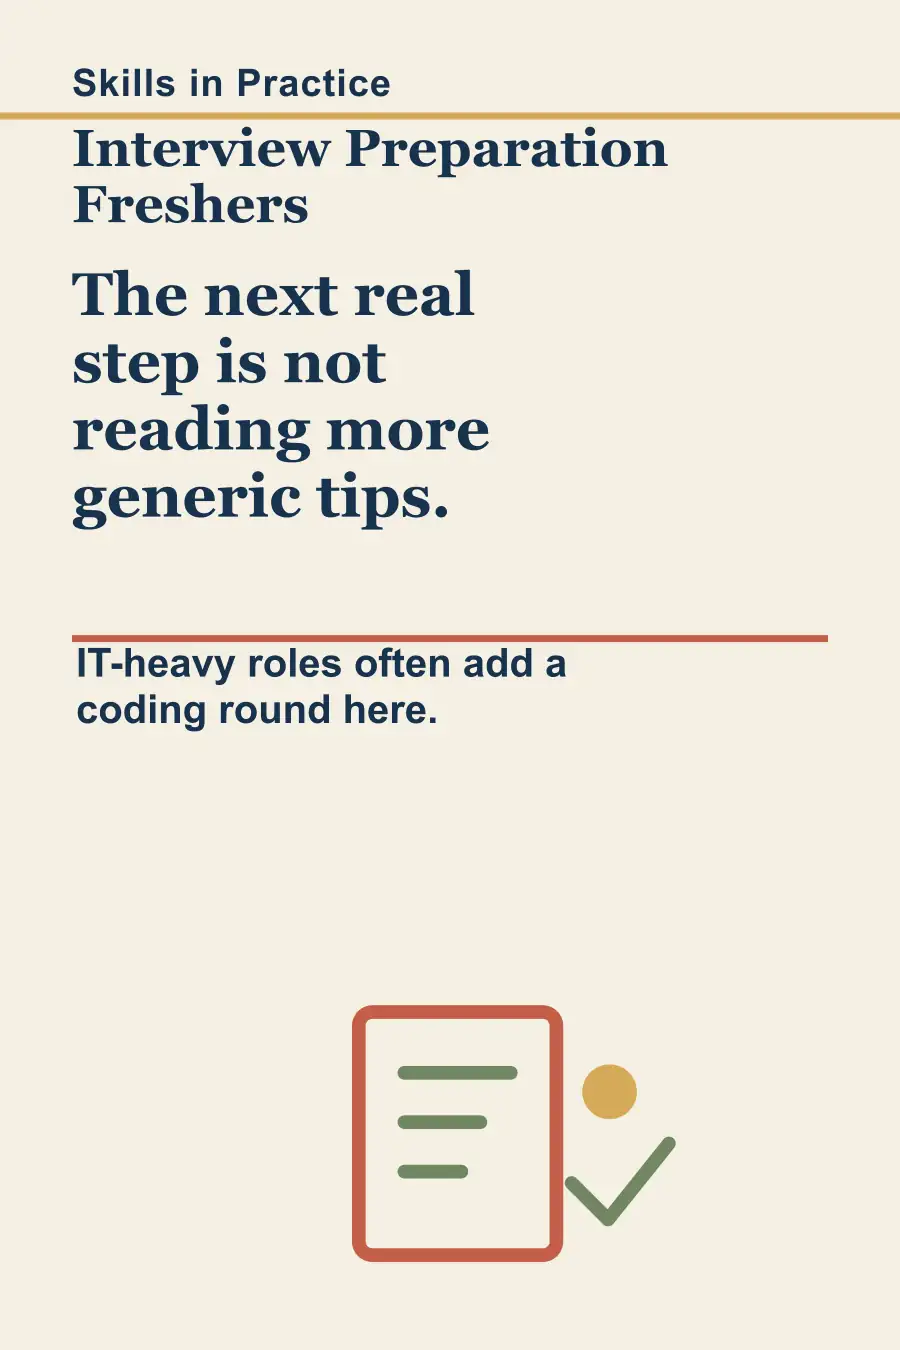 Skills in Practice
Interview Preparation
Freshers
The next real
step is not
reading more
generic tips.
IT-heavy roles often add a
coding round here.